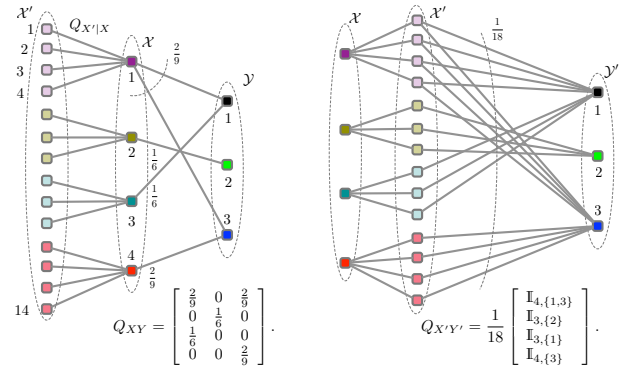 𝒳′
Q_{X′|X}
1
2
3
4
14
𝒳
2/9
1
2
1/6
1/6
3
4
2/9
𝒴
1
2
3
Q_{XY} = [ 2/9 0 2/9
0 1/6 0
1/6 0 0
0 0 2/9 ] .
𝒳
𝒳′
1/18
𝒴′
1
2
3
Q_{X′Y′} = 1/18 [ 𝕀_{4,{1,3}}
𝕀_{3,{2}}
𝕀_{3,{1}}
𝕀_{4,{3}} ] .